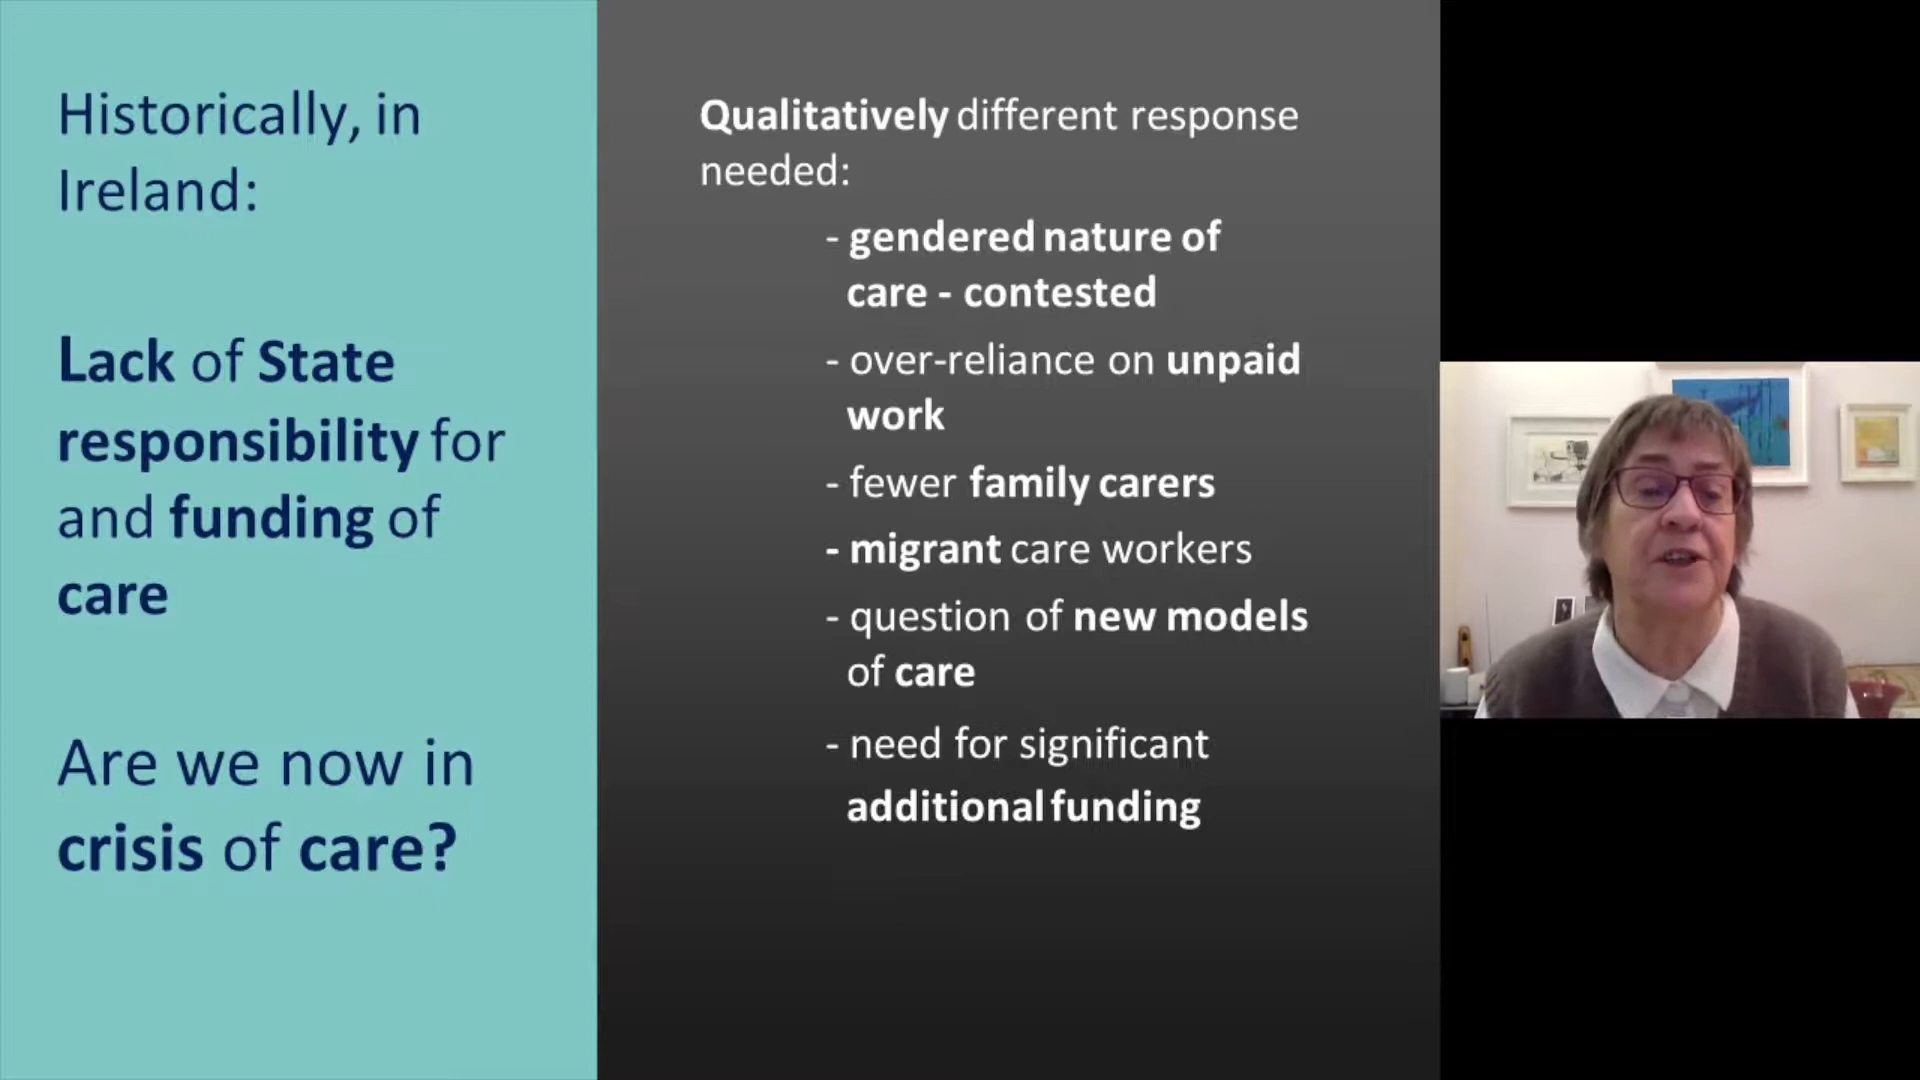 Historically, in
Ireland:
Lack of State
responsibility for
and funding of
care
Are we now in
crisis of care?
Qualitatively different response
needed:
- gendered nature of
care - contested
- over-reliance on unpaid
work
- fewer family carers
- migrant care workers
- question of new models
of care
- need for significant
additional funding